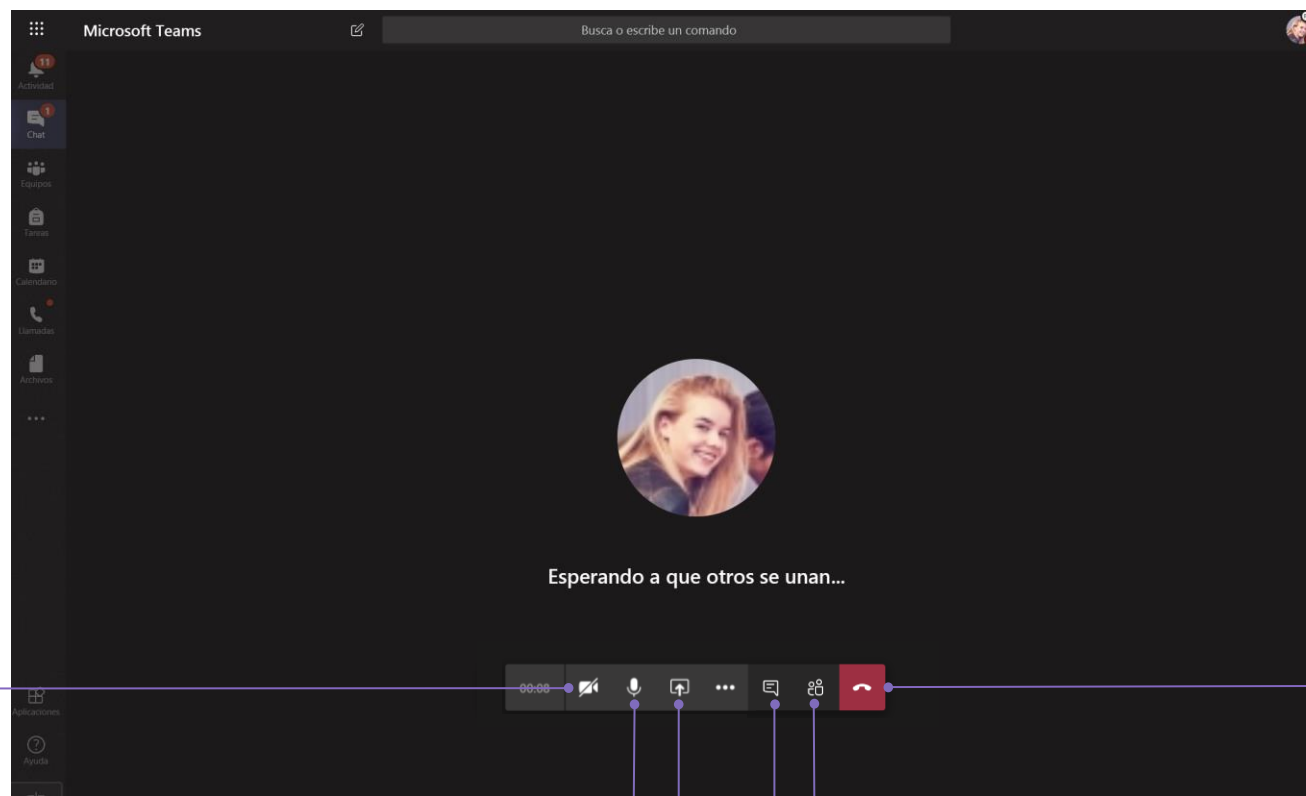 Microsoft Teams
Busca o escribe un comando
11
Actividad
1
Chat
Equipos
Tareas
Calendario
Llamadas
Archivos
Esperando a que otros se unan...
00:08
Aplicaciones
Ayuda